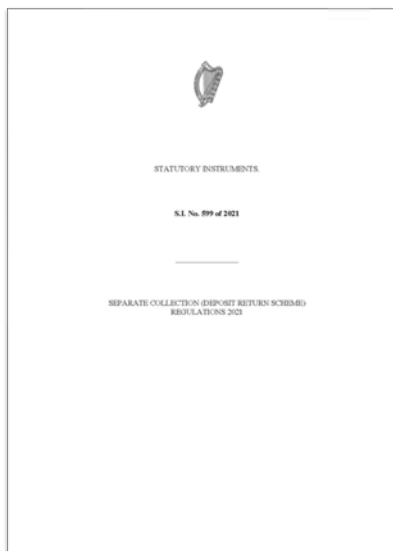 STATUTORY INSTRUMENTS.
S.I. No. 599 of 2021
SEPARATE COLLECTION (DEPOSIT RETURN SCHEME)
REGULATIONS 2021